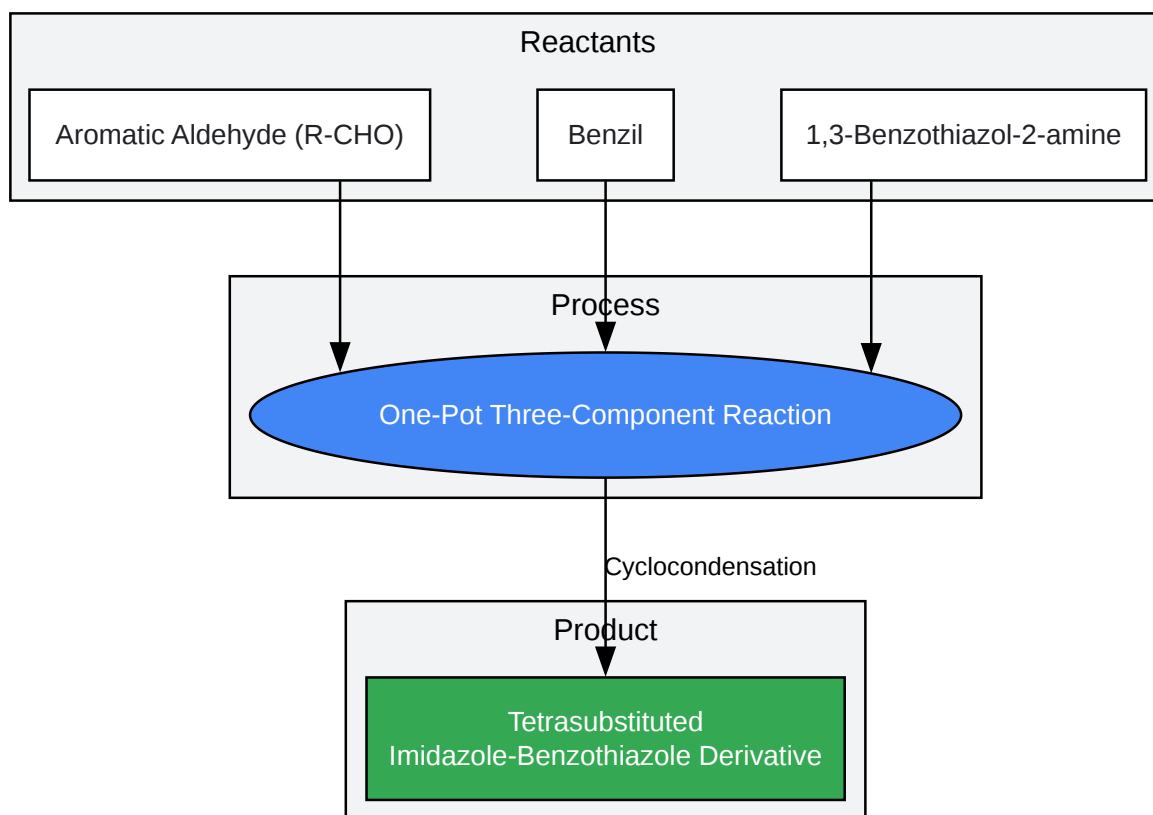 Reactants
Aromatic Aldehyde (R-CHO)
Benzil
1,3-Benzothiazol-2-amine
Process
One-Pot Three-Component Reaction
Cyclocondensation
Product
Tetrasubstituted
Imidazole-Benzothiazole Derivative